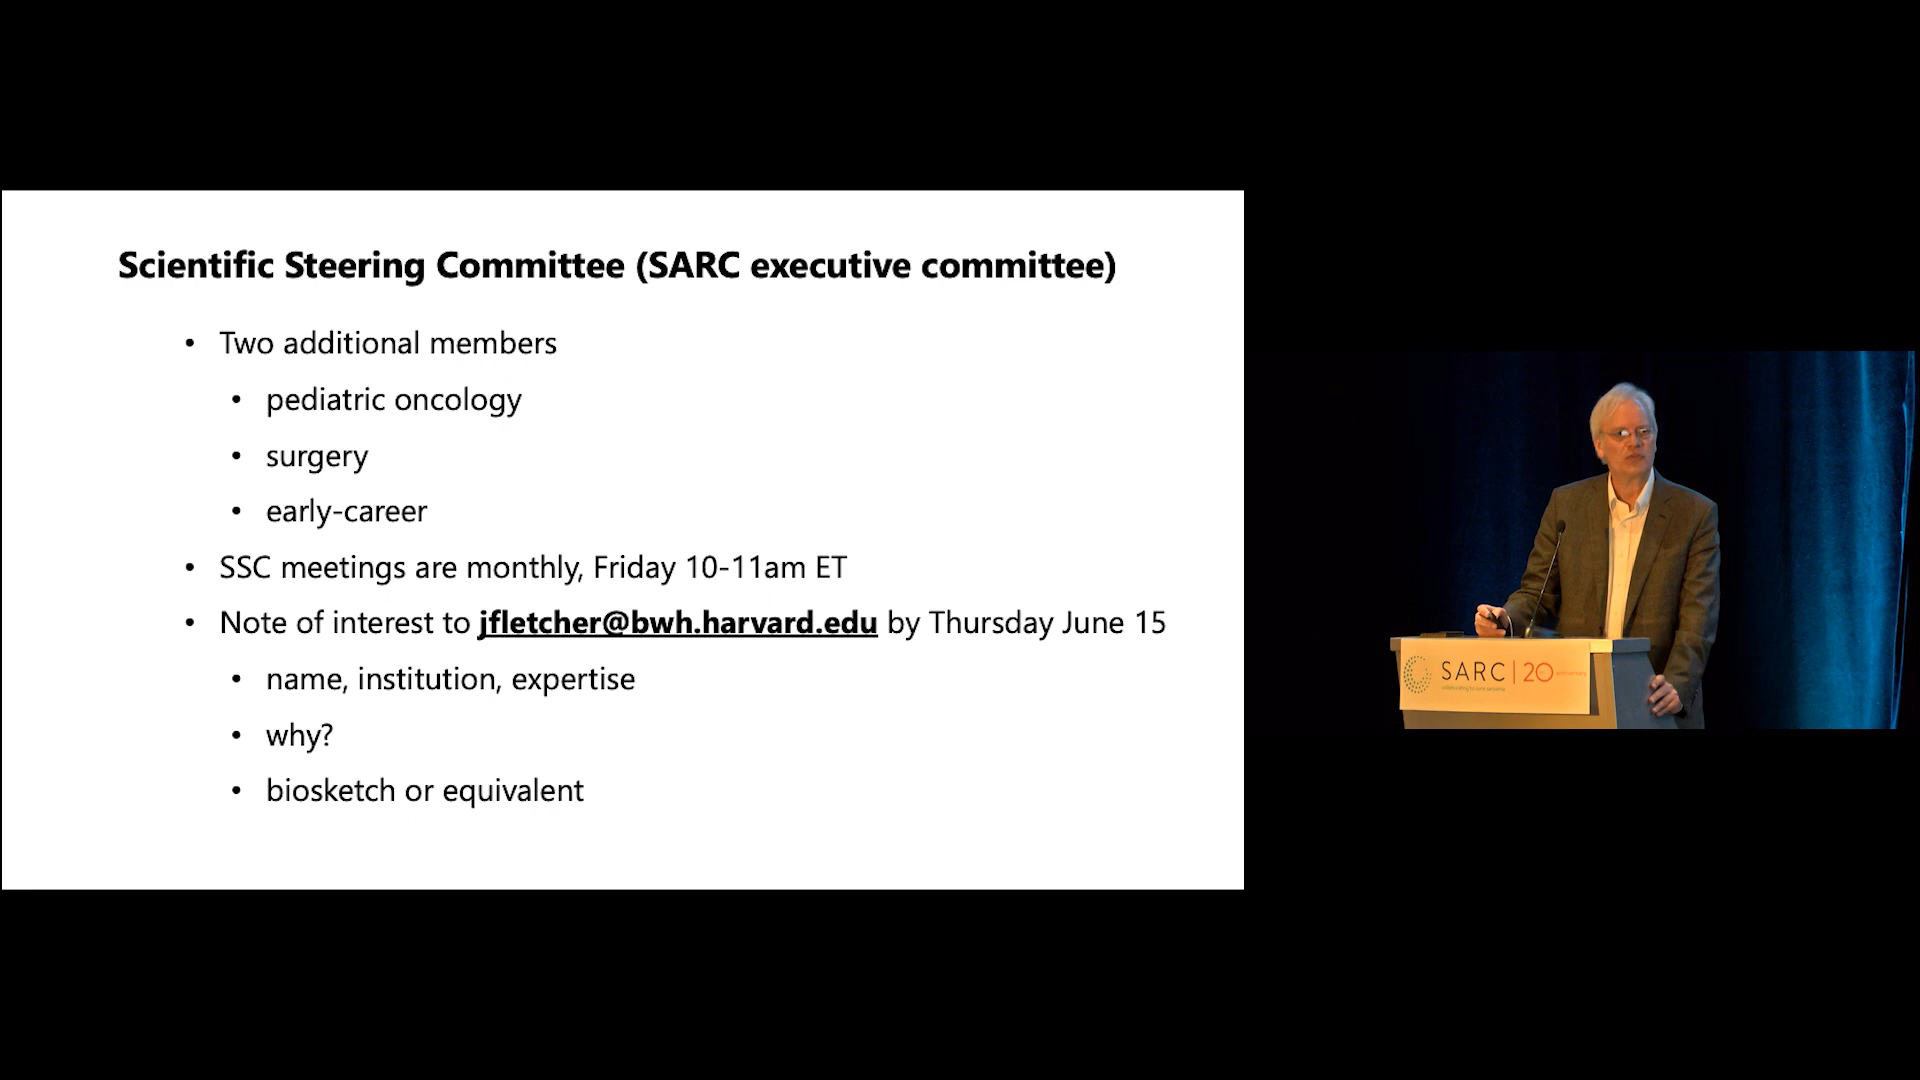 Scientific Steering Committee (SARC executive committee)
• Two additional members
• pediatric oncology
• surgery
• early-career
• SSC meetings are monthly, Friday 10-11am ET
• Note of interest to jfletcher@bwh.harvard.edu by Thursday June 15
• name, institution, expertise
• why?
• biosketch or equivalent
SARC | 20